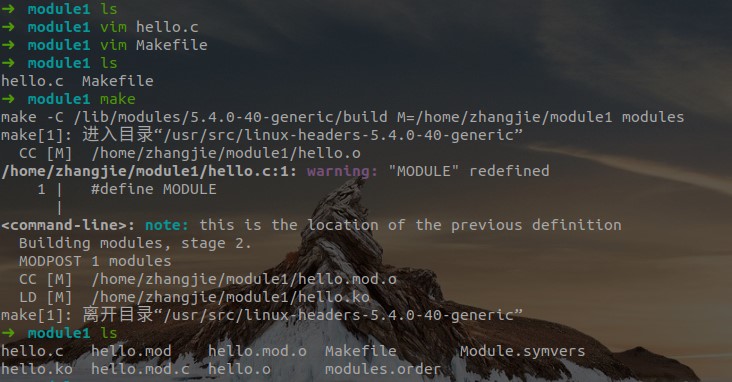 ➜  module1 ls
➜  module1 vim hello.c
➜  module1 vim Makefile
➜  module1 ls
hello.c  Makefile
➜  module1 make
make -C /lib/modules/5.4.0-40-generic/build M=/home/zhangjie/module1 modules
make[1]: 进入目录“/usr/src/linux-headers-5.4.0-40-generic”
  CC [M]  /home/zhangjie/module1/hello.o
/home/zhangjie/module1/hello.c:1: warning: "MODULE" redefined
    1 |   #define MODULE
      |
<command-line>: note: this is the location of the previous definition
  Building modules, stage 2.
  MODPOST 1 modules
  CC [M]  /home/zhangjie/module1/hello.mod.o
  LD [M]  /home/zhangjie/module1/hello.ko
make[1]: 离开目录“/usr/src/linux-headers-5.4.0-40-generic”
➜  module1 ls
hello.c   hello.mod    hello.mod.o  Makefile       Module.symvers
hello.ko  hello.mod.c  hello.o      modules.order